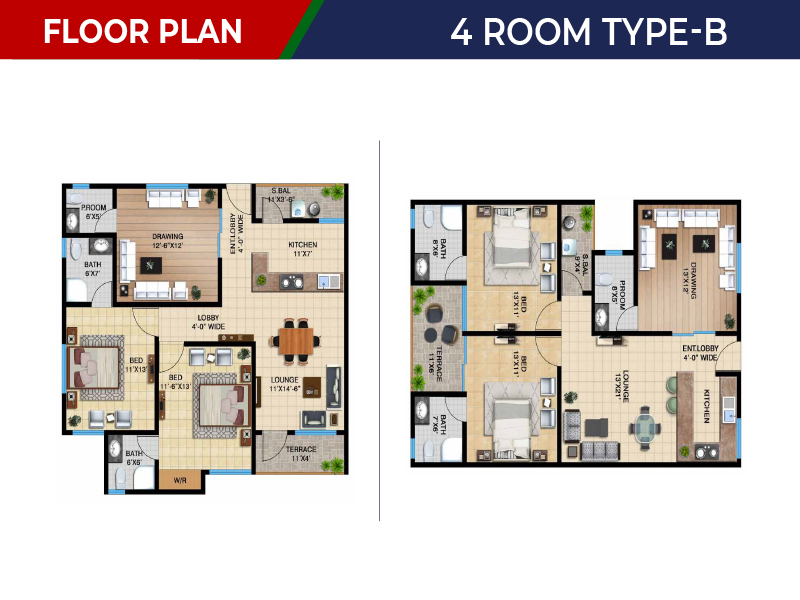 FLOOR PLAN
4 ROOM TYPE-B
P.ROOM
6'X5'
DRAWING
12'-6"X12'
ENT.LOBBY
4'-0" WIDE
S.BAL
11'X3'-6"
KITCHEN
11'X7'
BATH
6'X7'
LOBBY
4'-0" WIDE
BED
11'X13'
BED
11'-6"X13'
LOUNGE
11'X14'-6"
BATH
6'X6'
W/R
TERRACE
11'X4'
BATH
8'X6'
BED
13'X11'
S.BAL
9'X4'
P.ROOM
8'X5'
DRAWING
13'X12'
TERRACE
11'X6'
BED
13'X11'
ENT.LOBBY
4'-0" WIDE
LOUNGE
13'X21'
KITCHEN
BATH
7'X6'